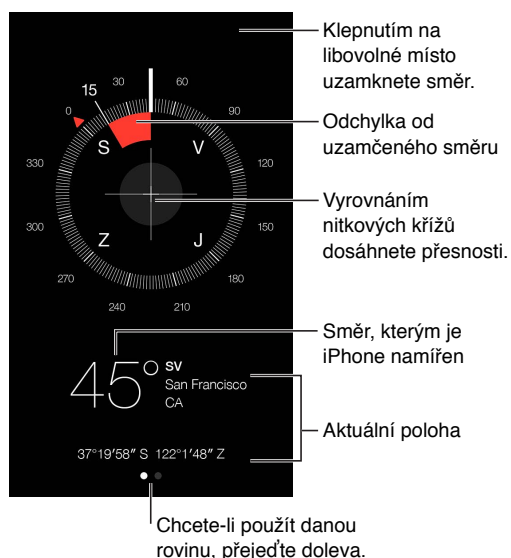 Klepnutím na
libovolné místo
uzamknete směr.
30
60
15
0
90
Odchylka od
uzamčeného směru
S
V
330
120
Vyrovnáním
nitkových křížů
dosáhnete přesnosti.
300
150
Z
J
270
180
240
210
Směr, kterým je
iPhone namířen
45°
SV
San Francisco
CA
Aktuální poloha
37°19′58″ S 122°1′48″ Z
Chcete-li použít danou
rovinu, přejeďte doleva.